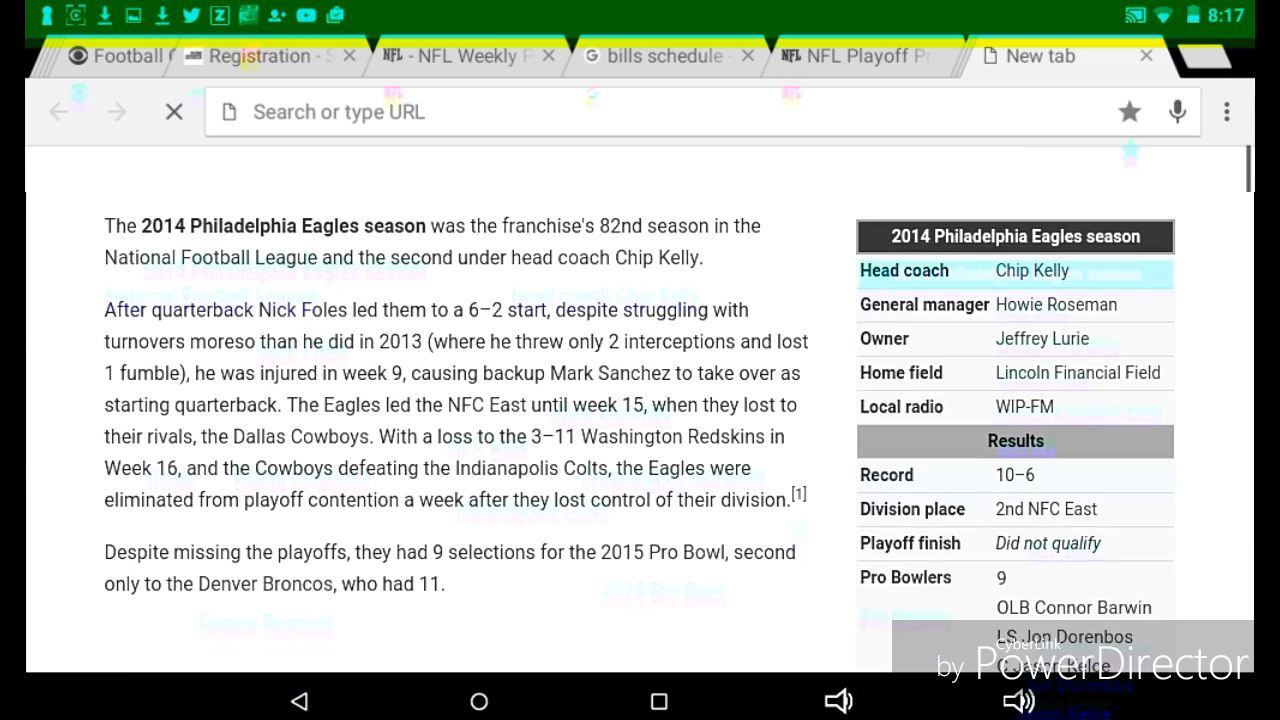 8:17
Football
Registration - S
NFL - NFL Weekly P
G bills schedule -
NFL NFL Playoff Pr
New tab
Search or type URL
The 2014 Philadelphia Eagles season was the franchise's 82nd season in the
National Football League and the second under head coach Chip Kelly.
After quarterback Nick Foles led them to a 6–2 start, despite struggling with
turnovers moreso than he did in 2013 (where he threw only 2 interceptions and lost
1 fumble), he was injured in week 9, causing backup Mark Sanchez to take over as
starting quarterback. The Eagles led the NFC East until week 15, when they lost to
their rivals, the Dallas Cowboys. With a loss to the 3–11 Washington Redskins in
Week 16, and the Cowboys defeating the Indianapolis Colts, the Eagles were
eliminated from playoff contention a week after they lost control of their division.[1]
Despite missing the playoffs, they had 9 selections for the 2015 Pro Bowl, second
only to the Denver Broncos, who had 11.
2014 Philadelphia Eagles season
Head coach Chip Kelly
General manager Howie Roseman
Owner Jeffrey Lurie
Home field Lincoln Financial Field
Local radio WIP-FM
Results
Record 10–6
Division place 2nd NFC East
Playoff finish Did not qualify
Pro Bowlers 9
OLB Connor Barwin
LS Jon Dorenbos
C Jason Kelce
CyberLink
by PowerDirector